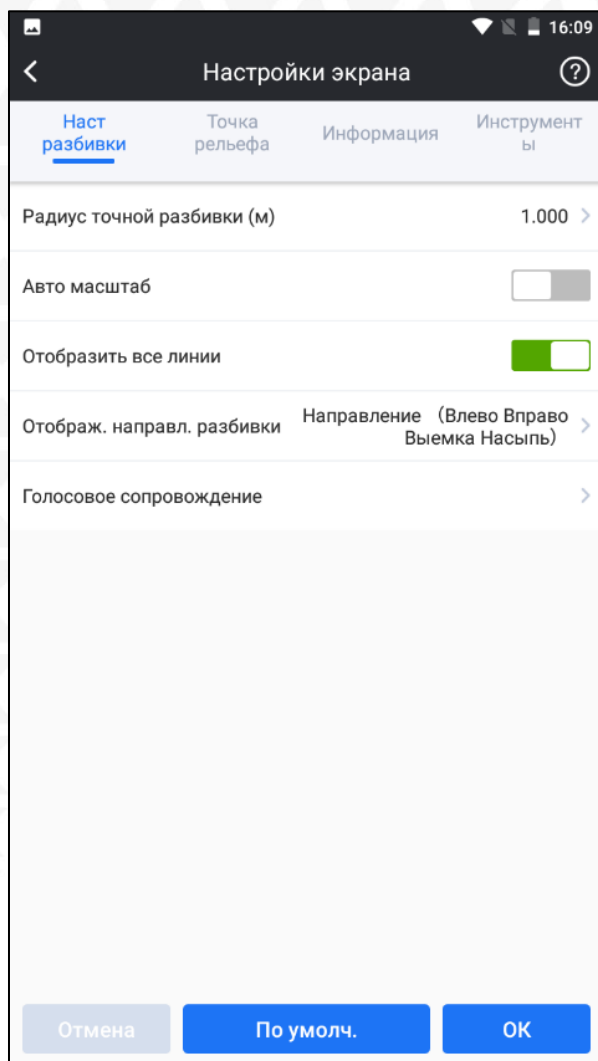 16:09
Настройки экрана
?
Наст
разбивки
Точка
рельефа
Информация
Инструмент
ы
Радиус точной разбивки (м)
1.000
Авто масштаб
Отобразить все линии
Отображ. направл. разбивки
Направление （Влево Вправо
Выемка Насыпь）
Голосовое сопровождение
Отмена
По умолч.
ОК